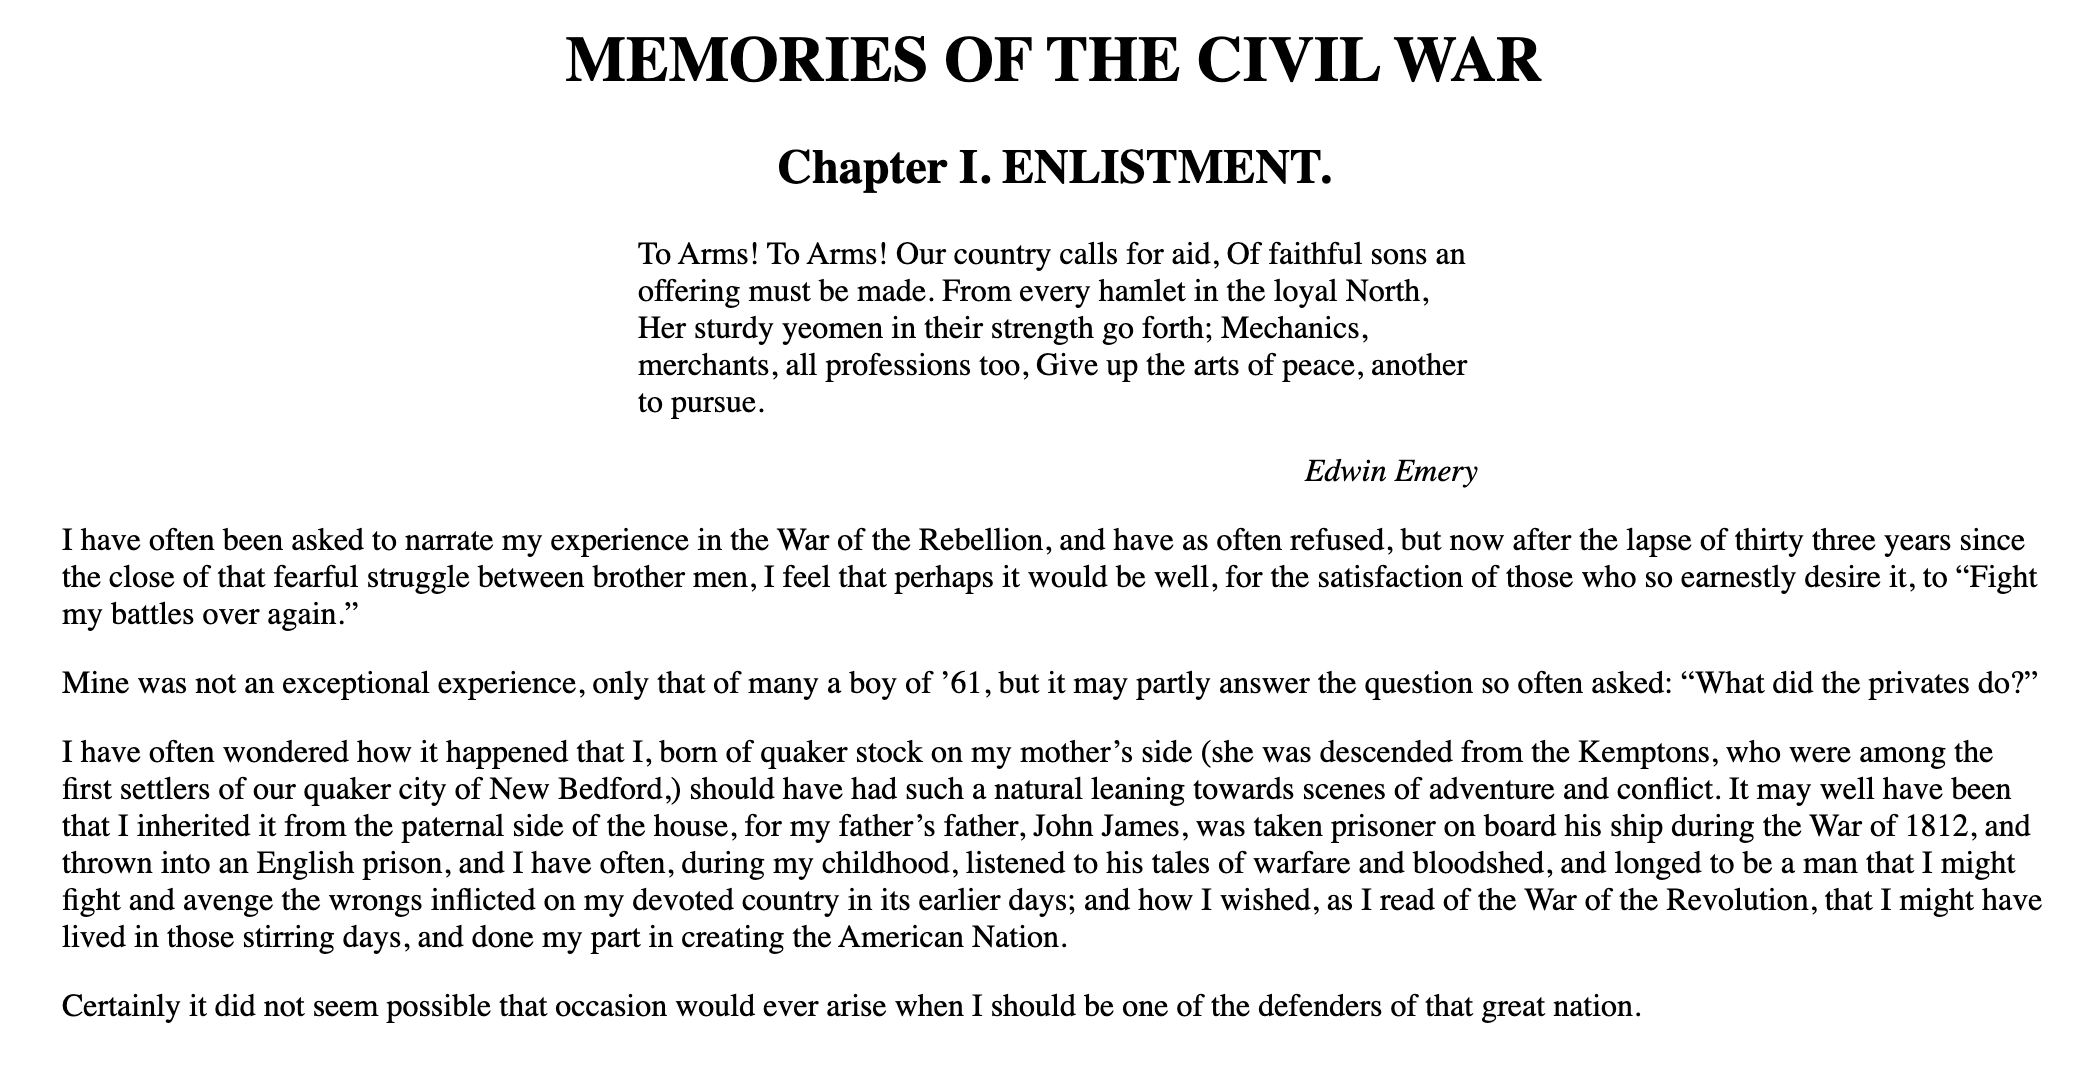 MEMORIES OF THE CIVIL WAR
Chapter I. ENLISTMENT.
To Arms! To Arms! Our country calls for aid, Of faithful sons an
offering must be made. From every hamlet in the loyal North,
Her sturdy yeomen in their strength go forth; Mechanics,
merchants, all professions too, Give up the arts of peace, another
to pursue.
Edwin Emery
I have often been asked to narrate my experience in the War of the Rebellion, and have as often refused, but now after the lapse of thirty three years since
the close of that fearful struggle between brother men, I feel that perhaps it would be well, for the satisfaction of those who so earnestly desire it, to “Fight
my battles over again.”
Mine was not an exceptional experience, only that of many a boy of ’61, but it may partly answer the question so often asked: “What did the privates do?”
I have often wondered how it happened that I, born of quaker stock on my mother’s side (she was descended from the Kemptons, who were among the
first settlers of our quaker city of New Bedford,) should have had such a natural leaning towards scenes of adventure and conflict. It may well have been
that I inherited it from the paternal side of the house, for my father’s father, John James, was taken prisoner on board his ship during the War of 1812, and
thrown into an English prison, and I have often, during my childhood, listened to his tales of warfare and bloodshed, and longed to be a man that I might
fight and avenge the wrongs inflicted on my devoted country in its earlier days; and how I wished, as I read of the War of the Revolution, that I might have
lived in those stirring days, and done my part in creating the American Nation.
Certainly it did not seem possible that occasion would ever arise when I should be one of the defenders of that great nation.